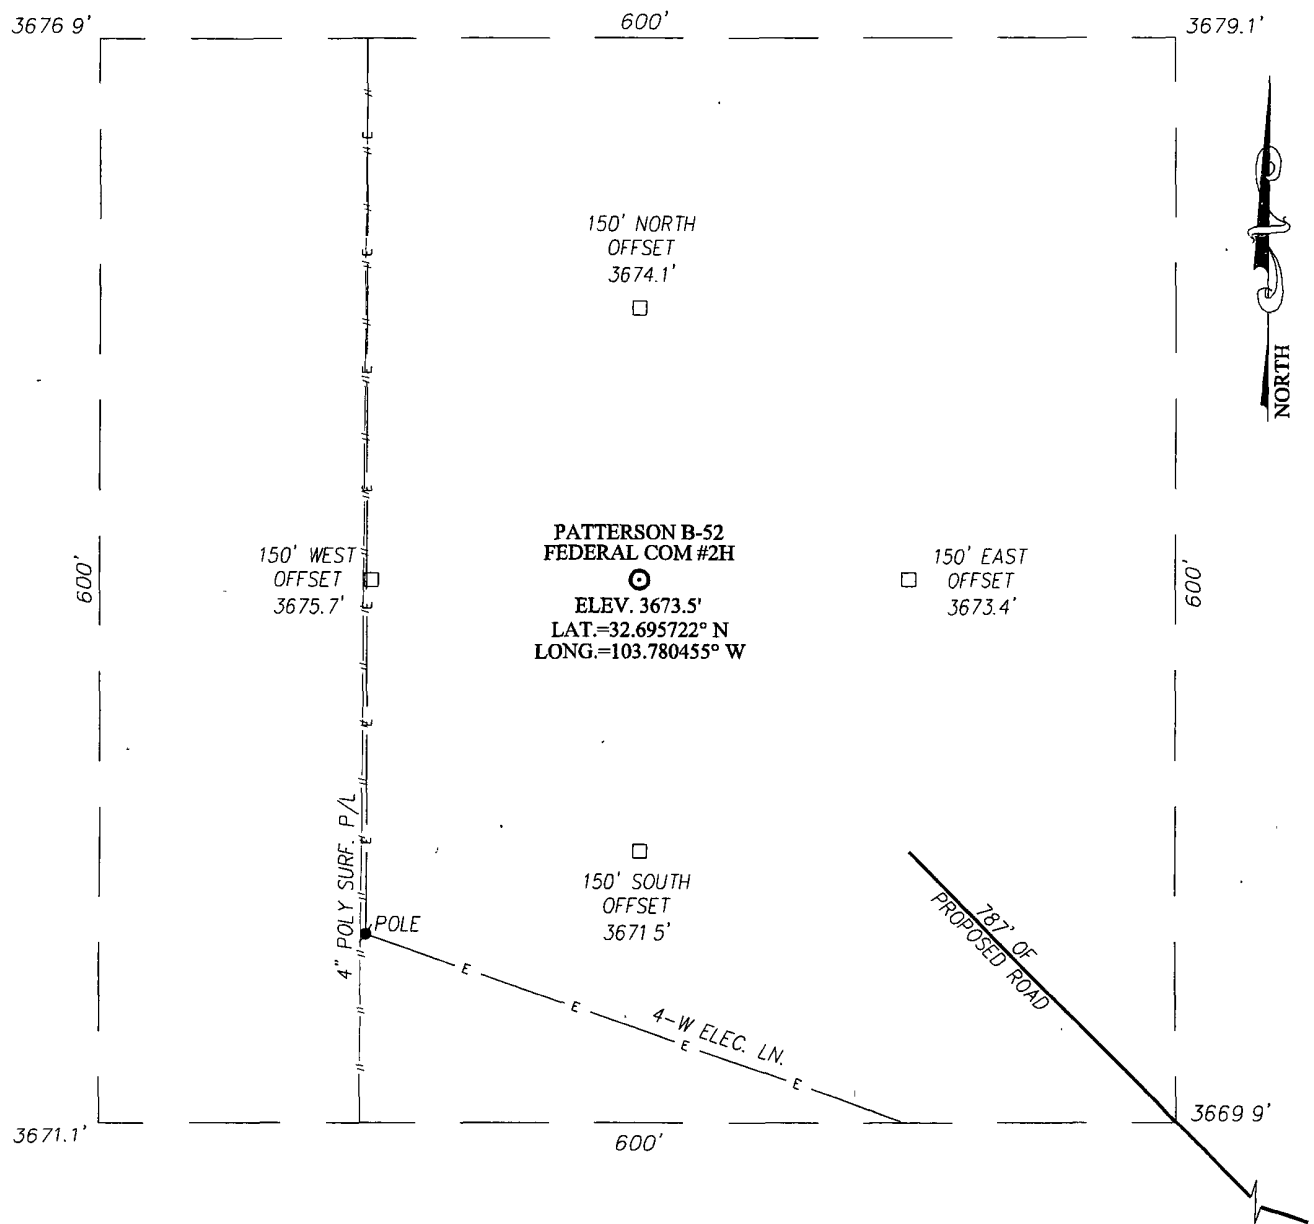 3676 9' 600' 3679.1'
150' NORTH
OFFSET
3674.1'
NORTH
PATTERSON B-52
FEDERAL COM #2H
ELEV. 3673.5'
LAT.=32.695722° N
LONG.=103.780455° W
150' WEST
OFFSET
3675.7'
150' EAST
OFFSET
3673.4'
600'
600'
4" POLY SURF. P/L
POLE
150' SOUTH
OFFSET
3671 5'
787' OF
PROPOSED ROAD
E
E
4-W ELEC. LN.
E
E
3671.1' 600' 3669 9'